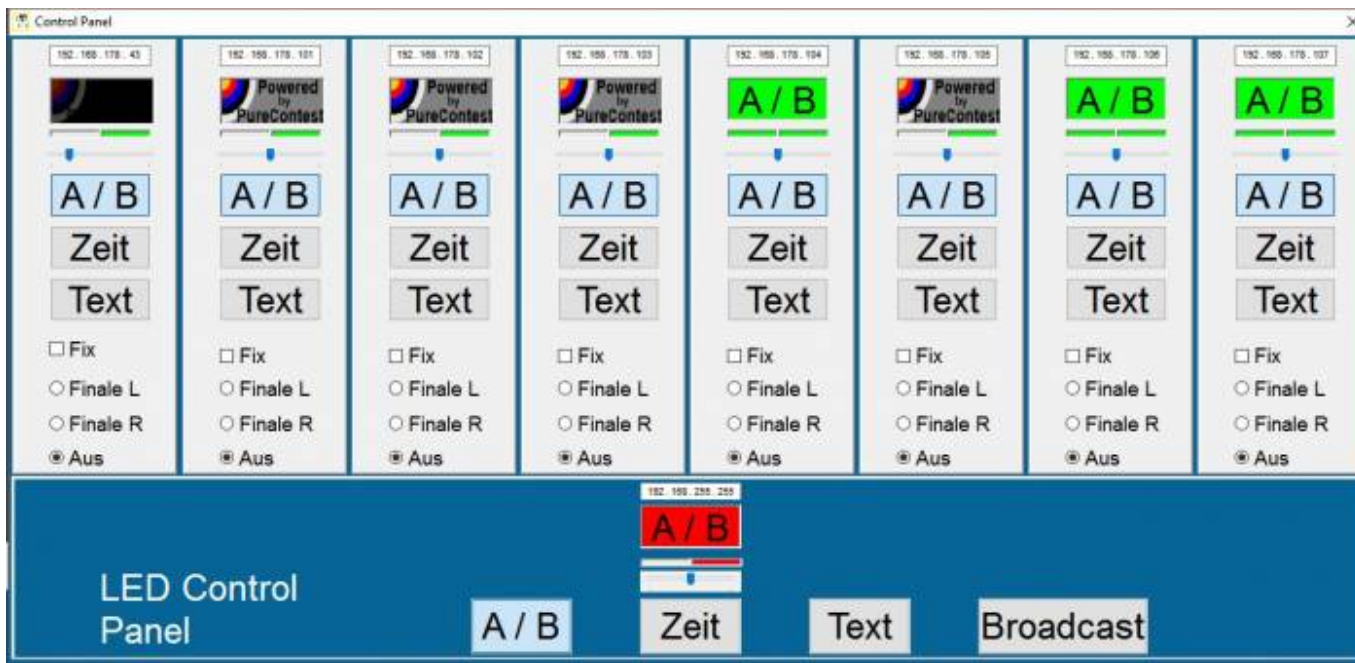 Control Panel
192 . 168 . 178 . 43
192 . 168 . 178 . 101
192 . 168 . 178 . 102
192 . 168 . 178 . 103
192 . 168 . 178 . 104
192 . 168 . 178 . 105
192 . 168 . 178 . 106
192 . 168 . 178 . 107
Powered
by
PureContest
Powered
by
PureContest
Powered
by
PureContest
A / B
Powered
by
PureContest
A / B
A / B
A / B A / B A / B A / B A / B A / B A / B A / B
Zeit Zeit Zeit Zeit Zeit Zeit Zeit Zeit
Text Text Text Text Text Text Text Text
Fix Fix Fix Fix Fix Fix Fix Fix
Finale L Finale L Finale L Finale L Finale L Finale L Finale L Finale L
Finale R Finale R Finale R Finale R Finale R Finale R Finale R Finale R
Aus Aus Aus Aus Aus Aus Aus Aus
192 . 168 . 255 . 255
A / B
LED Control
Panel
A / B Zeit Text Broadcast